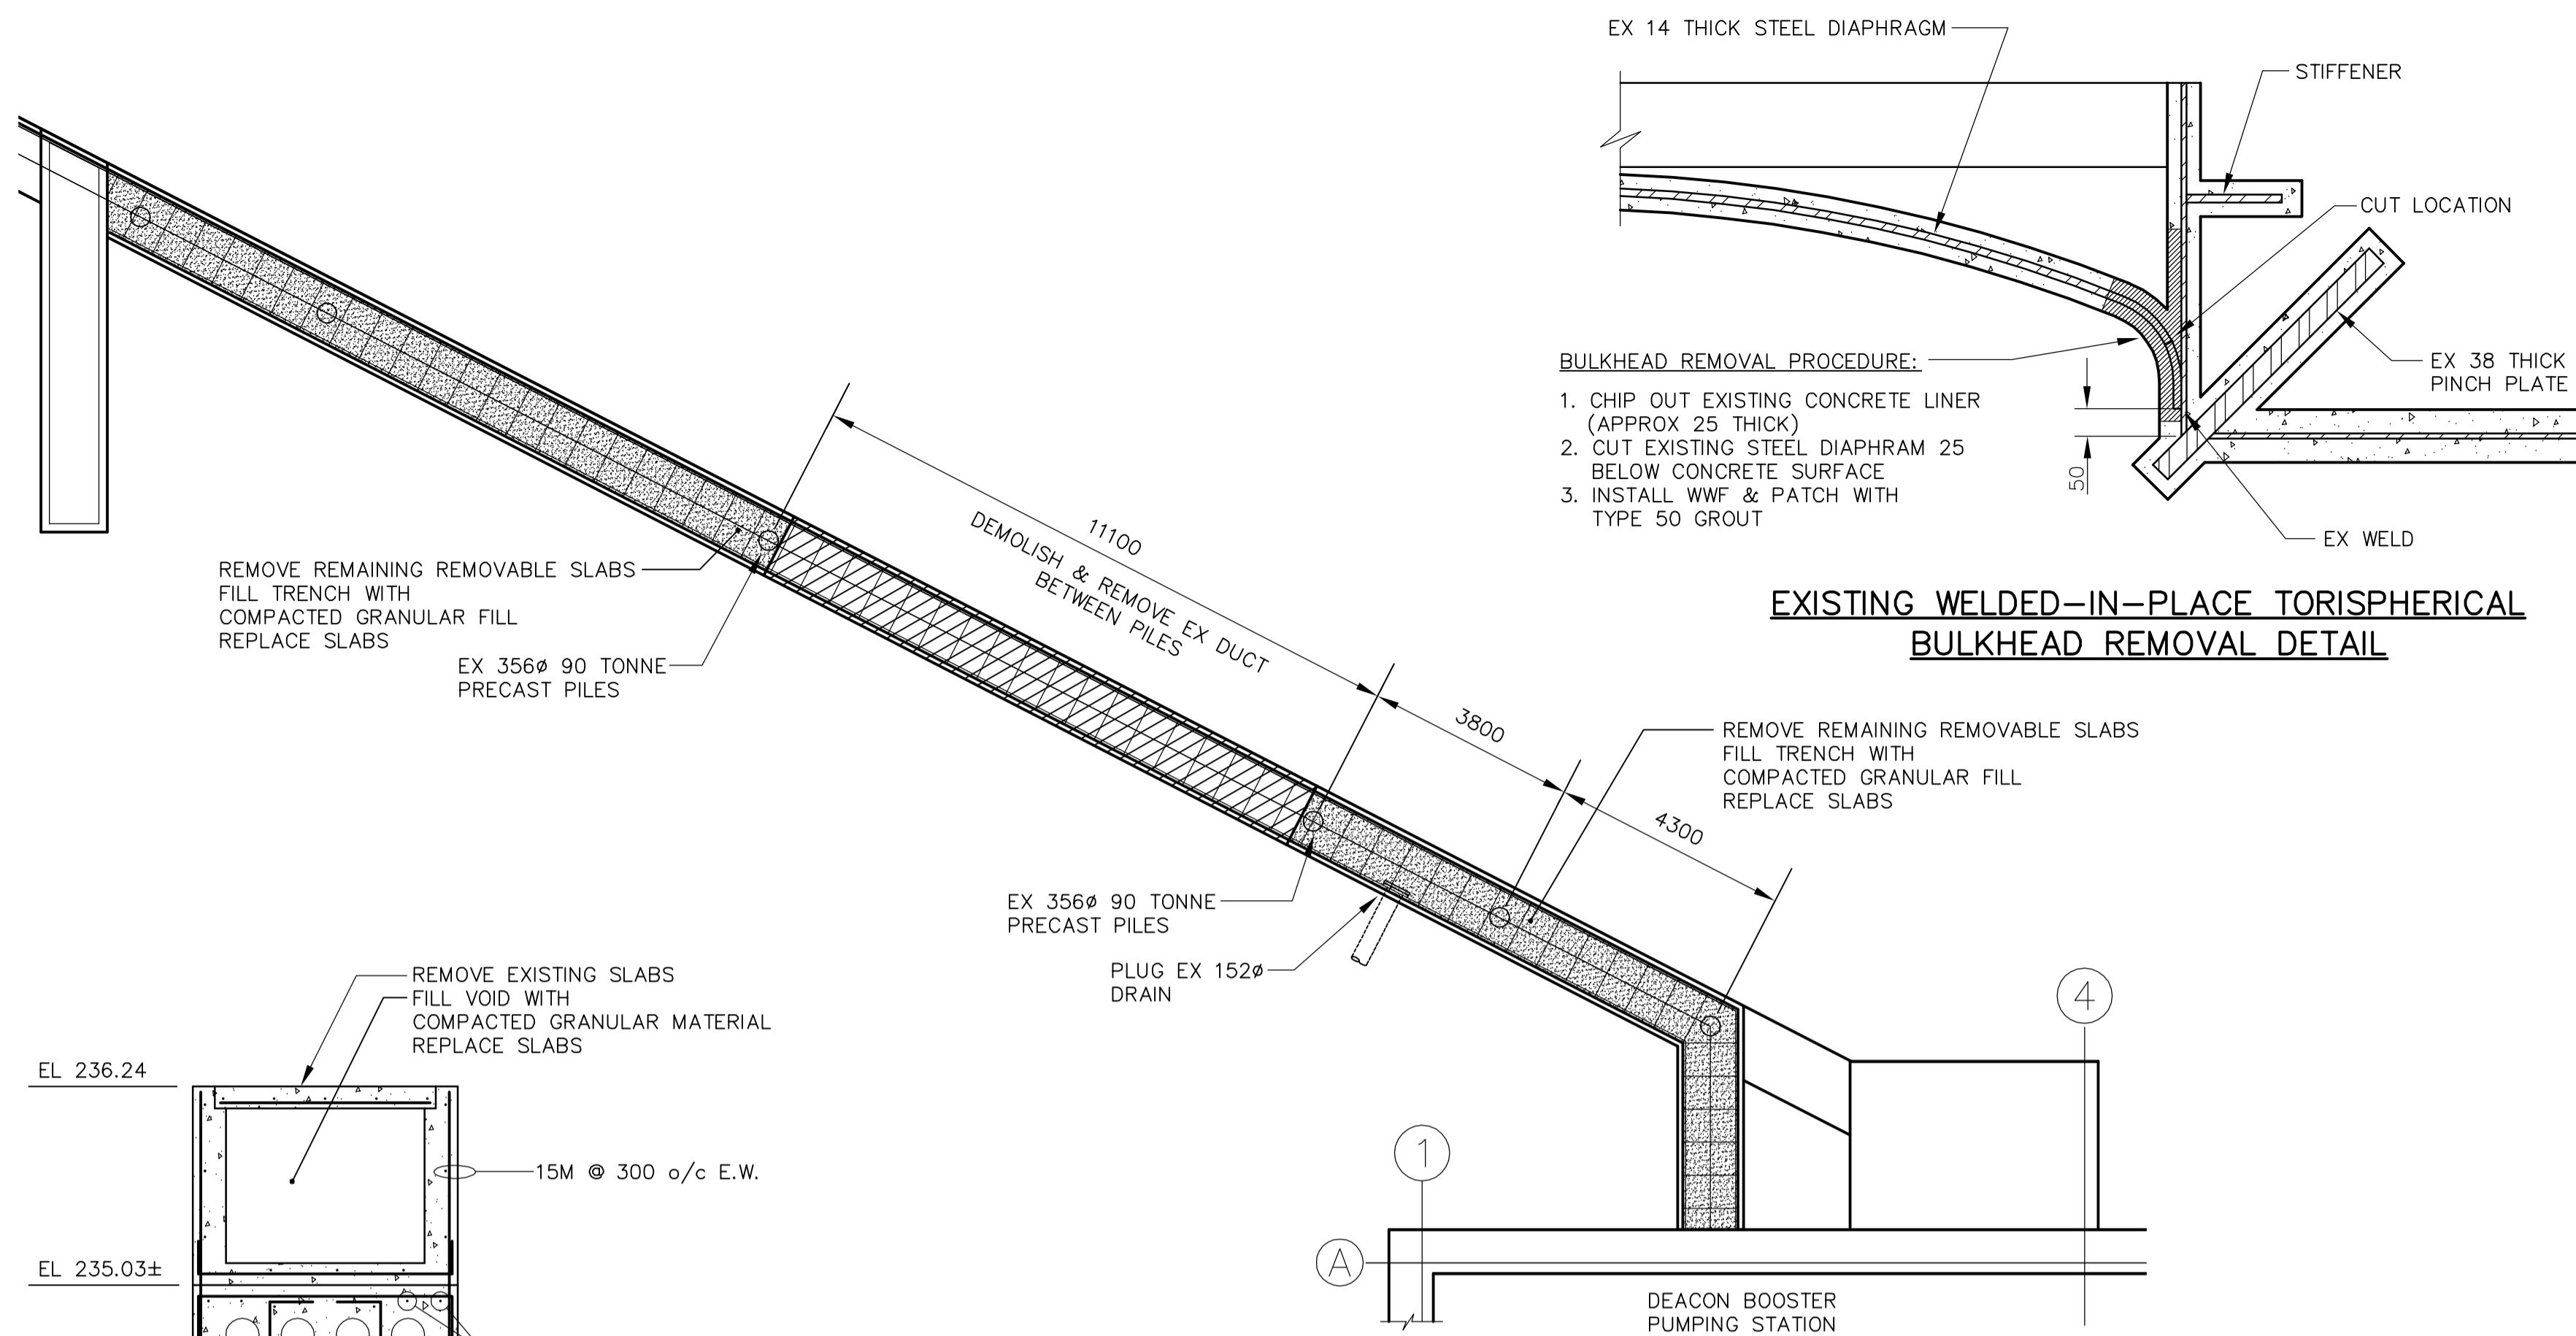 EX 14 THICK STEEL DIAPHRAGM
STIFFENER
CUT LOCATION
BULKHEAD REMOVAL PROCEDURE:
1. CHIP OUT EXISTING CONCRETE LINER
(APPROX 25 THICK)
2. CUT EXISTING STEEL DIAPHRAM 25
BELOW CONCRETE SURFACE
3. INSTALL WWF & PATCH WITH
TYPE 50 GROUT
EX 38 THICK
PINCH PLATE
50
EX WELD
EXISTING WELDED-IN-PLACE TORISPHERICAL
BULKHEAD REMOVAL DETAIL
11100
DEMOLISH & REMOVE EX DUCT
BETWEEN PILES
REMOVE REMAINING REMOVABLE SLABS
FILL TRENCH WITH
COMPACTED GRANULAR FILL
REPLACE SLABS
EX 356ø 90 TONNE
PRECAST PILES
3800
4300
REMOVE REMAINING REMOVABLE SLABS
FILL TRENCH WITH
COMPACTED GRANULAR FILL
REPLACE SLABS
EX 356ø 90 TONNE
PRECAST PILES
PLUG EX 152ø
DRAIN
REMOVE EXISTING SLABS
FILL VOID WITH
COMPACTED GRANULAR MATERIAL
REPLACE SLABS
EL 236.24
15M @ 300 o/c E.W.
EL 235.03±
4
1
A
DEACON BOOSTER
PUMPING STATION